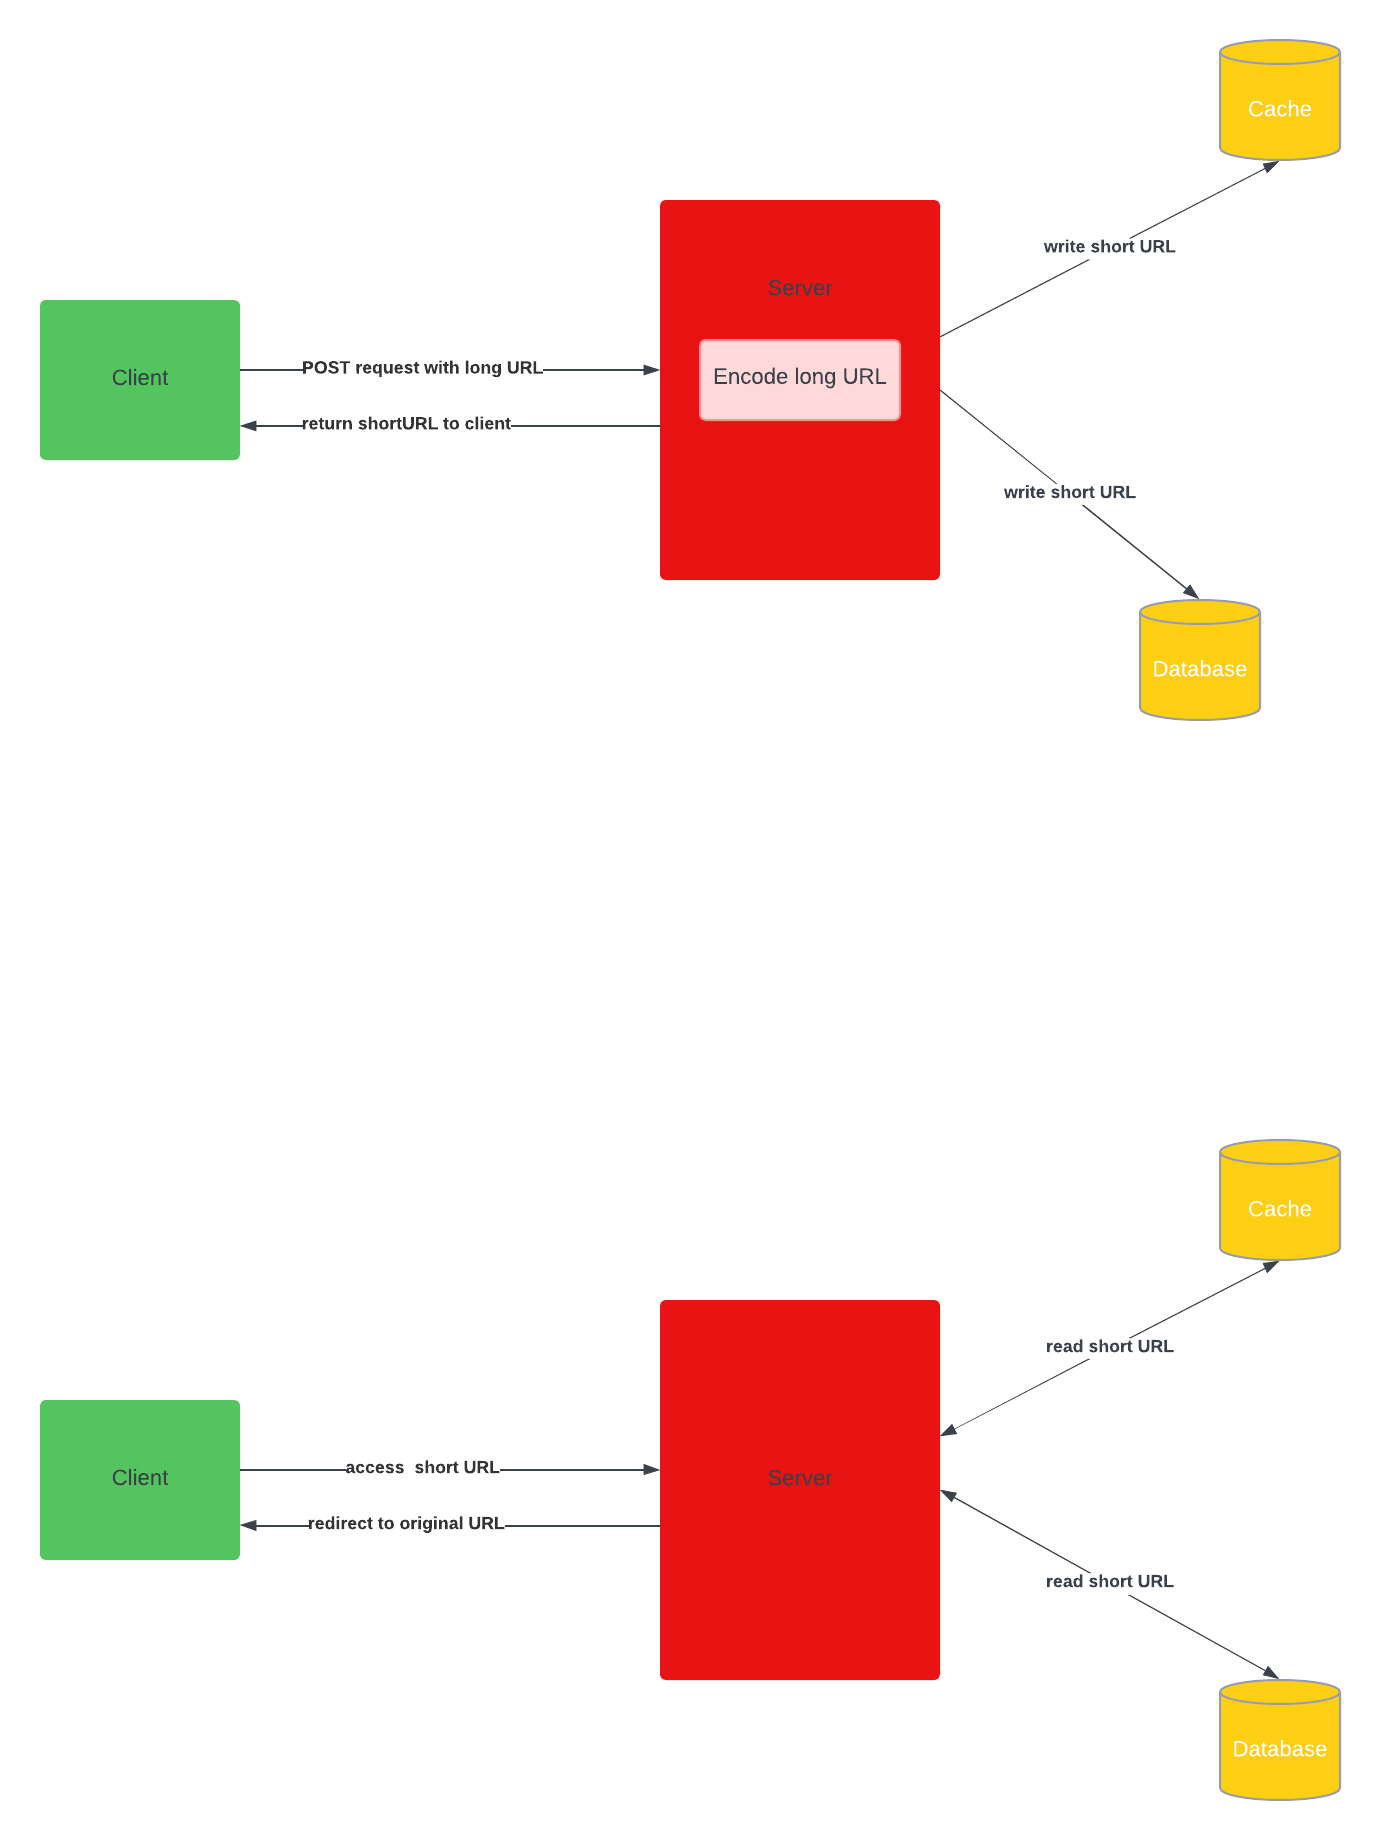 Cache
write short URL
Server
Client
POST request with long URL
Encode long URL
return shortURL to client
write short URL
Database
Cache
read short URL
Client
access  short URL
Server
redirect to original URL
read short URL
Database